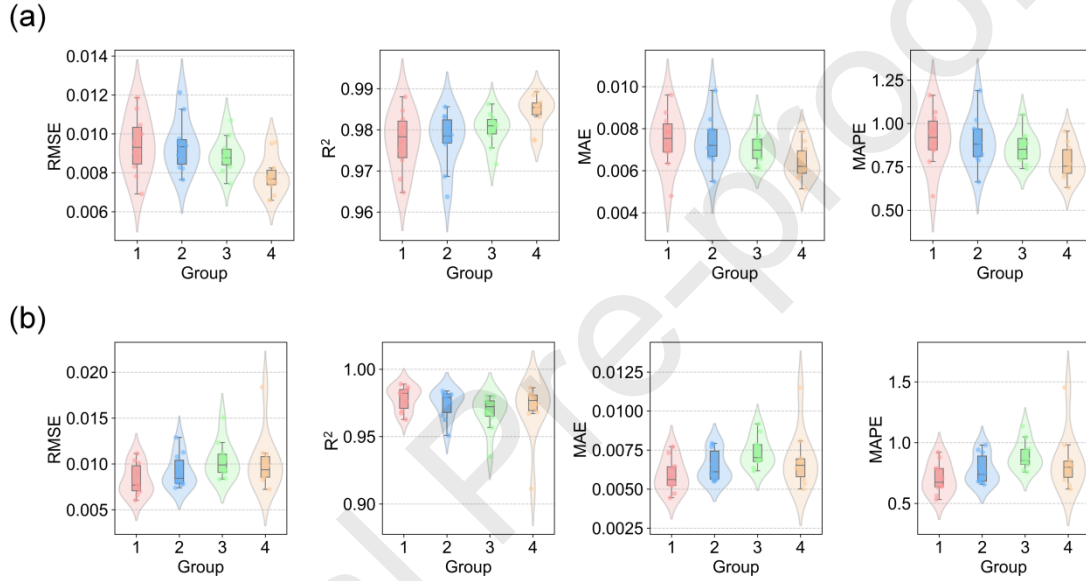 (a)
RMSE
0.014
0.012
0.010
0.008
0.006
1 2 3 4
Group
R²
0.99
0.98
0.97
0.96
1 2 3 4
Group
MAE
0.010
0.008
0.006
0.004
1 2 3 4
Group
MAPE
1.25
1.00
0.75
0.50
1 2 3 4
Group
(b)
RMSE
0.020
0.015
0.010
0.005
1 2 3 4
Group
R²
1.00
0.95
0.90
1 2 3 4
Group
MAE
0.0125
0.0100
0.0075
0.0050
0.0025
1 2 3 4
Group
MAPE
1.5
1.0
0.5
1 2 3 4
Group
l Pre-proo